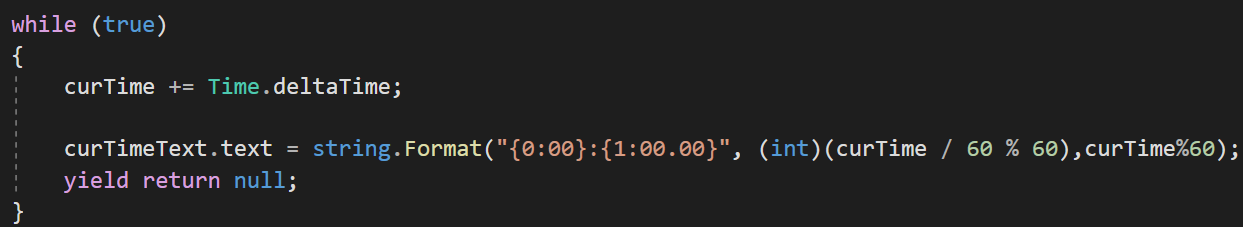 while (true)
{
curTime += Time.deltaTime;
curTimeText.text = string.Format("{0:00}:{1:00.00}", (int)(curTime / 60 % 60),curTime%60);
yield return null;
}